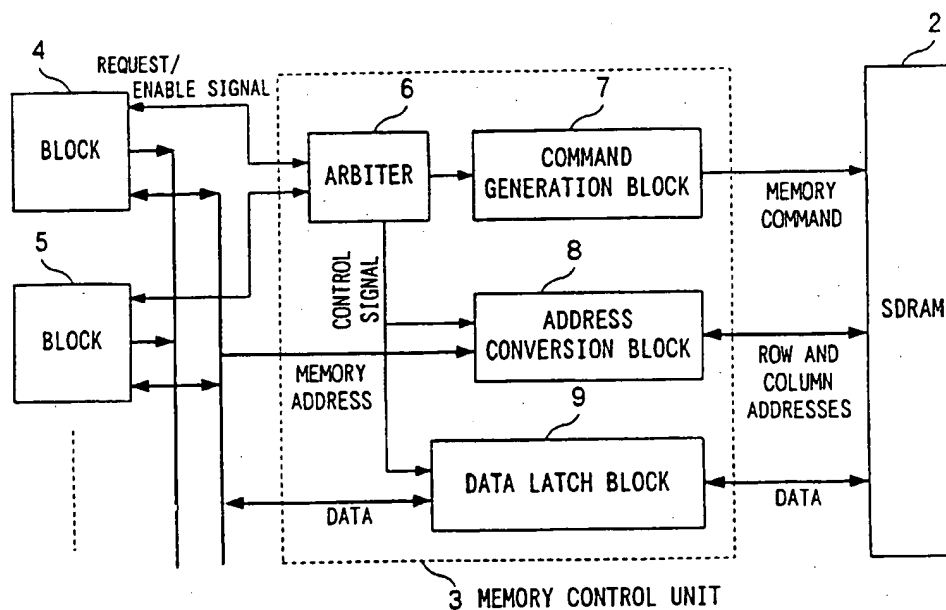 4
REQUEST/
ENABLE SIGNAL
BLOCK
5
BLOCK
6
ARBITER
7
COMMAND
GENERATION BLOCK
MEMORY
COMMAND
2
SDRAM
CONTROL
SIGNAL
8
ADDRESS
CONVERSION BLOCK
MEMORY
ADDRESS
ROW AND
COLUMN
ADDRESSES
9
DATA LATCH BLOCK
DATA
DATA
3 MEMORY CONTROL UNIT